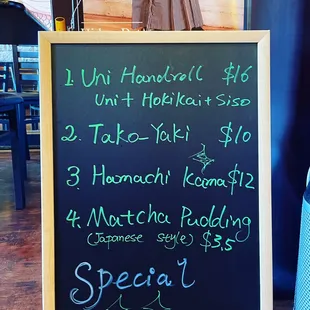 1. Uni Handroll $16
Uni + Hokikai + Siso
2. Tako-Yaki $10
3 Hamachi Kama $12
4. Matcha Pudding
(Japanese style) $3,5
Special